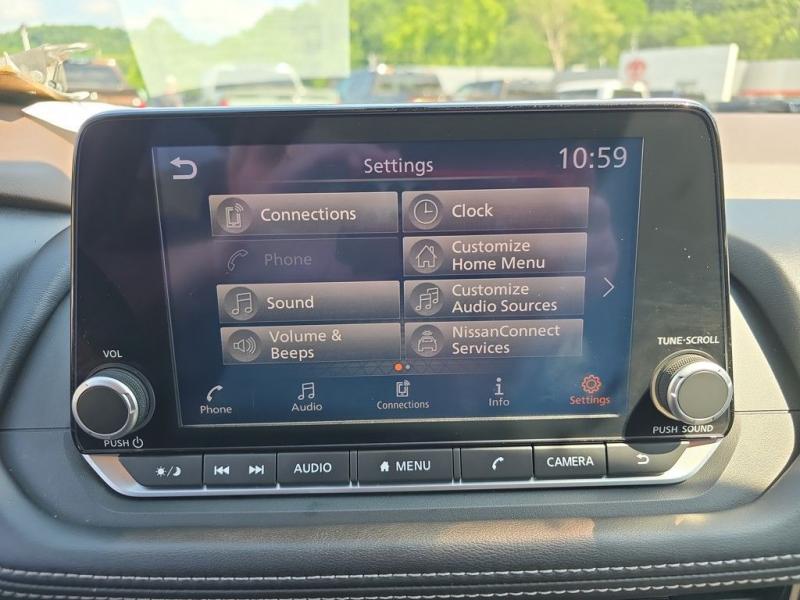 Settings 10:59
Connections Clock
Phone Customize Home Menu
Sound Customize Audio Sources
Volume & Beeps NissanConnect Services
Phone Audio Connections Info Settings
VOL
PUSH
TUNE·SCROLL
PUSH SOUND
AUDIO MENU CAMERA